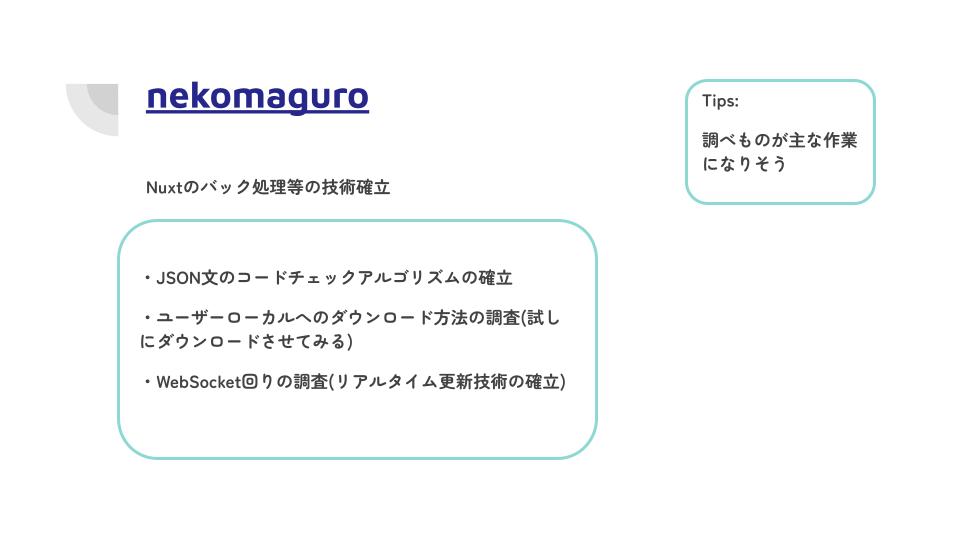 nekomaguro
Tips:
調べものが主な作業
になりそう
Nuxtのバック処理等の技術確立
・JSON文のコードチェックアルゴリズムの確立
・ユーザーローカルへのダウンロード方法の調査(試し
にダウンロードさせてみる)
・WebSocket回りの調査(リアルタイム更新技術の確立)